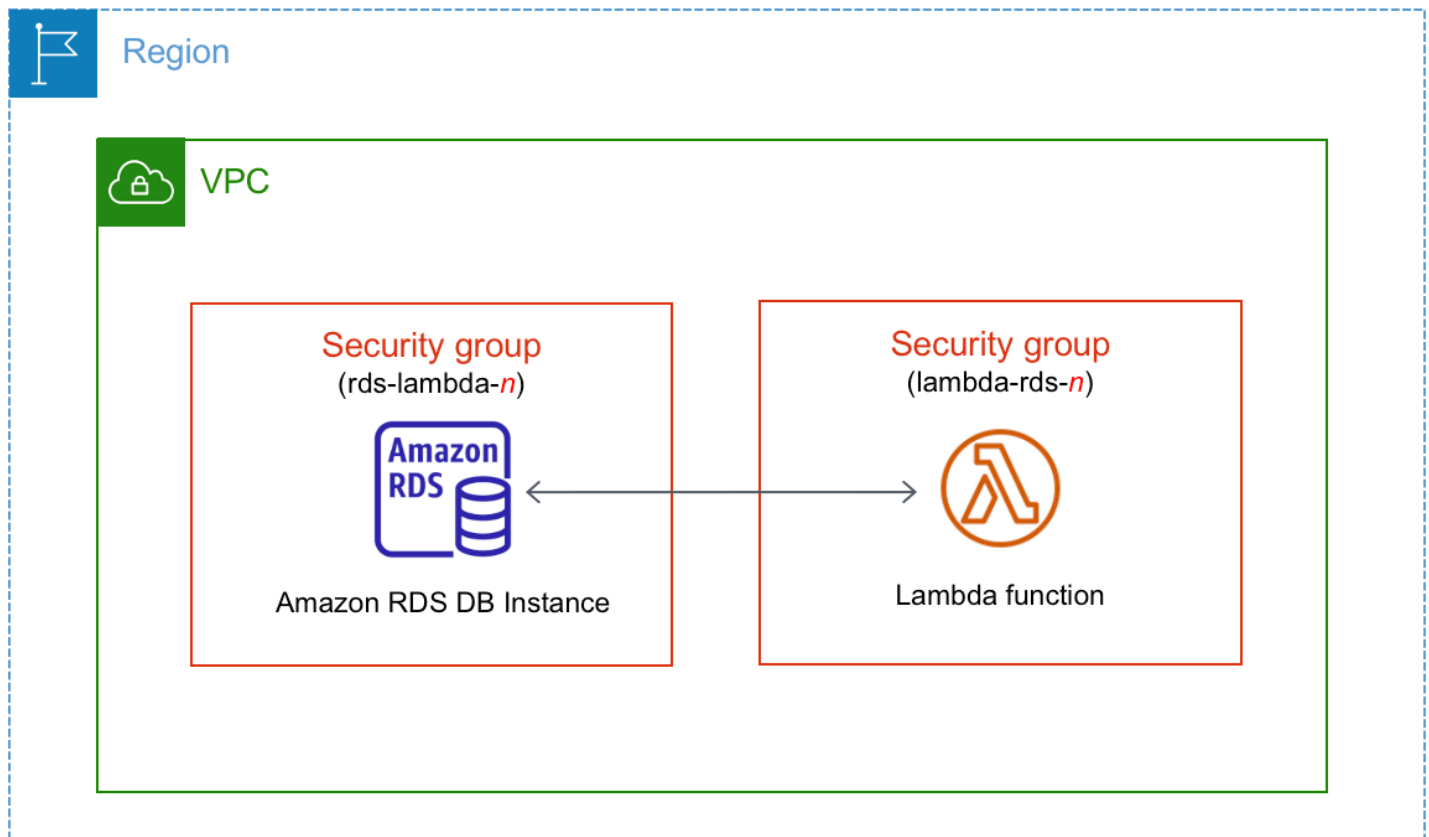 Region
VPC
Security group
(rds-lambda-n)
Amazon
RDS
Amazon RDS DB Instance
Security group
(lambda-rds-n)
Lambda function